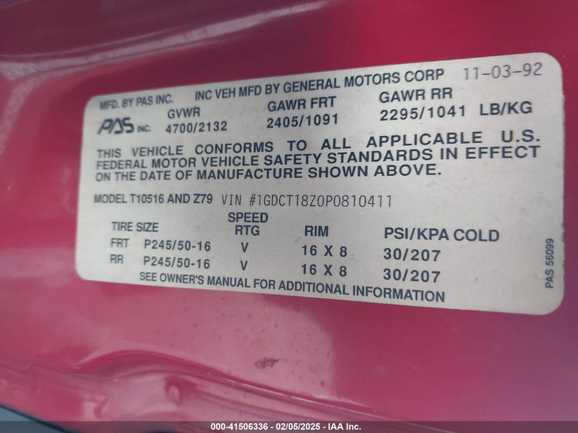 MFD. BY PAS INC. INC VEH MFD BY GENERAL MOTORS CORP 11-03-92
PAS INC. GVWR GAWR FRT GAWR RR
4700/2132 2405/1091 2295/1041 LB/KG
THIS VEHICLE CONFORMS TO ALL APPLICABLE U.S.
FEDERAL MOTOR VEHICLE SAFETY STANDARDS IN EFFECT
ON THE DATE OF MANUFACTURE SHOWN ABOVE.
MODEL T10516 AND Z79 VIN #1GDCT18Z0P0810411
TIRE SIZE SPEED RTG RIM PSI/KPA COLD
FRT P245/50-16 V 16 X 8 30/207
RR P245/50-16 V 16 X 8 30/207
SEE OWNER'S MANUAL FOR ADDITIONAL INFORMATION
PAS 56099
000-41506336 - 02/05/2025 - IAA Inc.